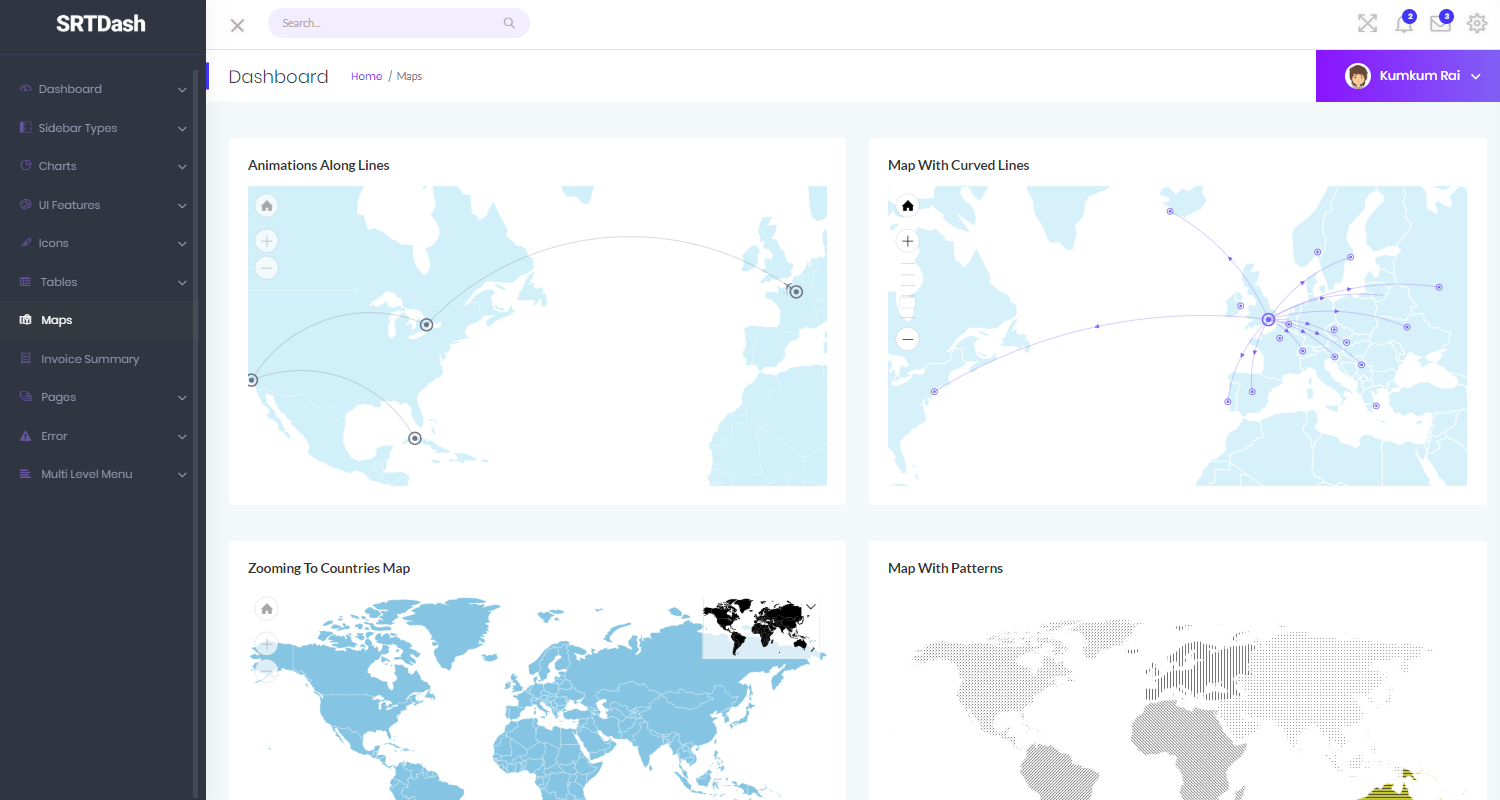 SRTDash
Search...
2
3
Dashboard
Home / Maps
Kumkum Rai
Dashboard
Sidebar Types
Charts
UI Features
Icons
Tables
Maps
Invoice Summary
Pages
Error
Multi Level Menu
Animations Along Lines
Map With Curved Lines
Zooming To Countries Map
Map With Patterns